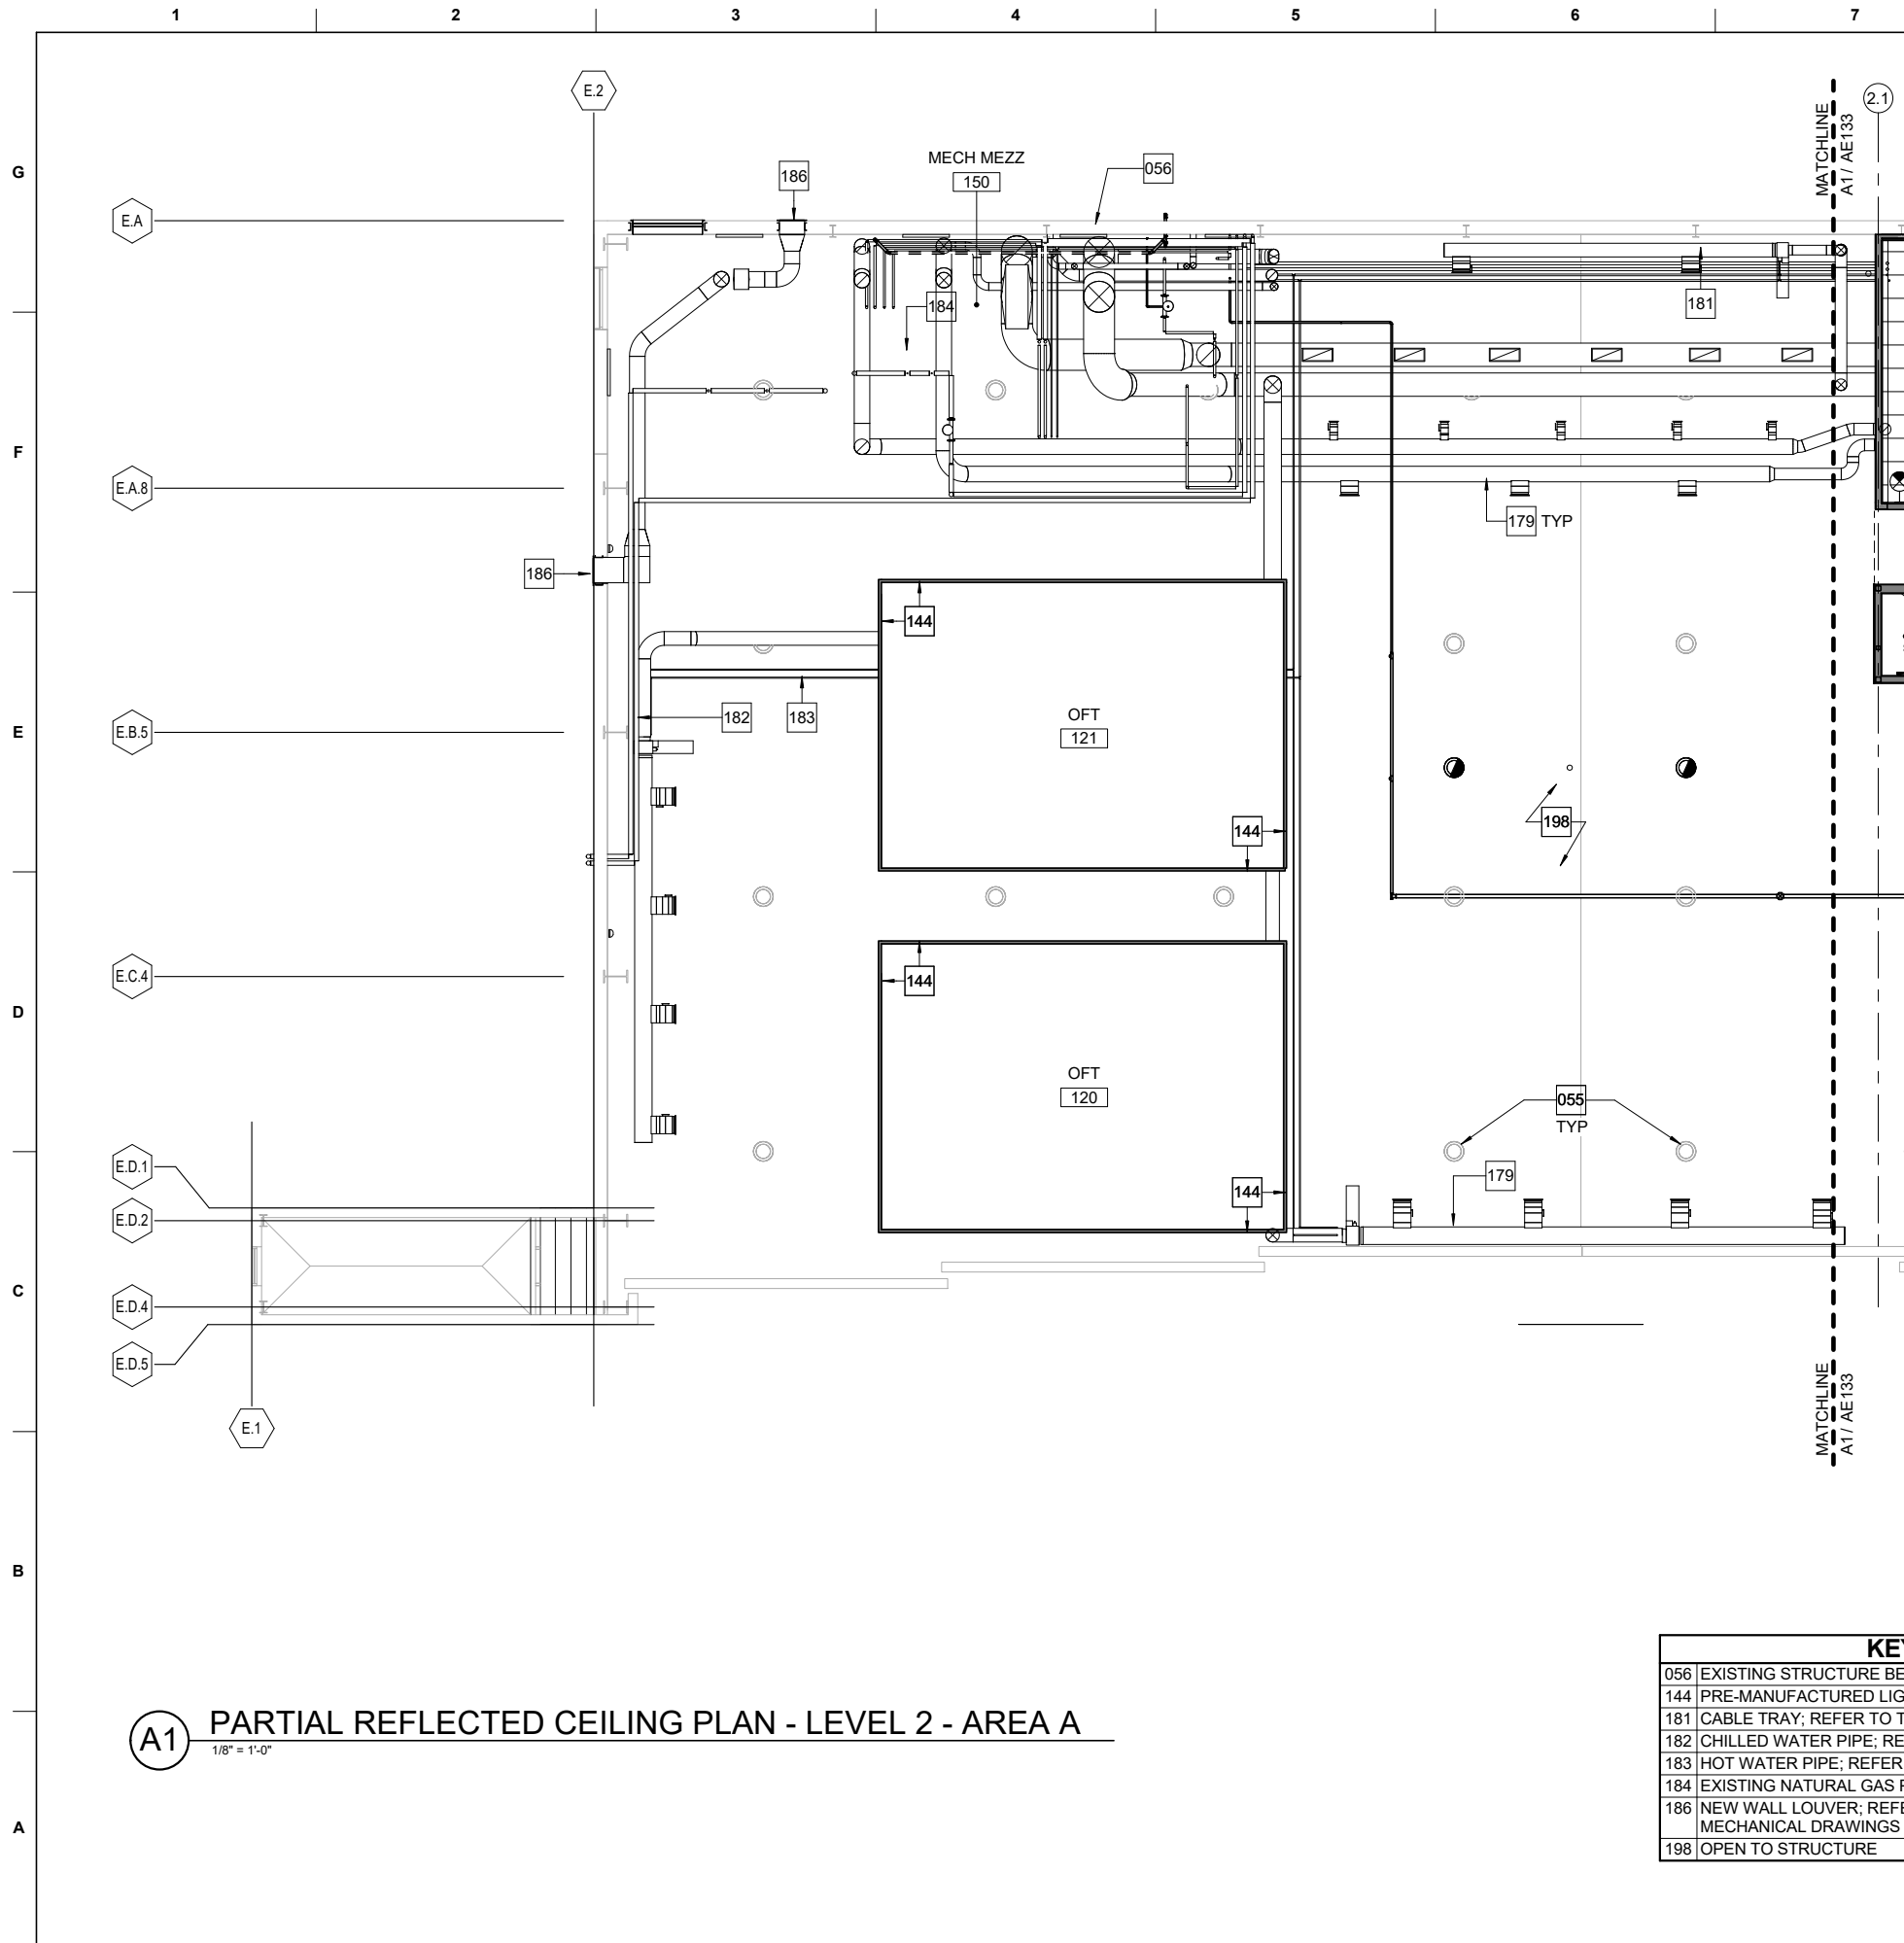 1 2 3 4 5 6 7
G
F
E
D
C
B
A
E.2
2.1
MATCHLINE
A1 / AE133
MECH MEZZ
150
186
056
E.A
184
181
E.A.8
179 TYP
186
144
182
183
E.B.5
OFT
121
144
198
E.C.4
144
OFT
120
055
TYP
E.D.1
179
144
E.D.2
E.D.4
E.D.5
E.1
MATCHLINE
A1 / AE133
KEY
056 EXISTING STRUCTURE BE
144 PRE-MANUFACTURED LIG
181 CABLE TRAY; REFER TO T
182 CHILLED WATER PIPE; RE
183 HOT WATER PIPE; REFER
184 EXISTING NATURAL GAS
186 NEW WALL LOUVER; REFE
MECHANICAL DRAWINGS
198 OPEN TO STRUCTURE
A1 PARTIAL REFLECTED CEILING PLAN - LEVEL 2 - AREA A
1/8" = 1'-0"